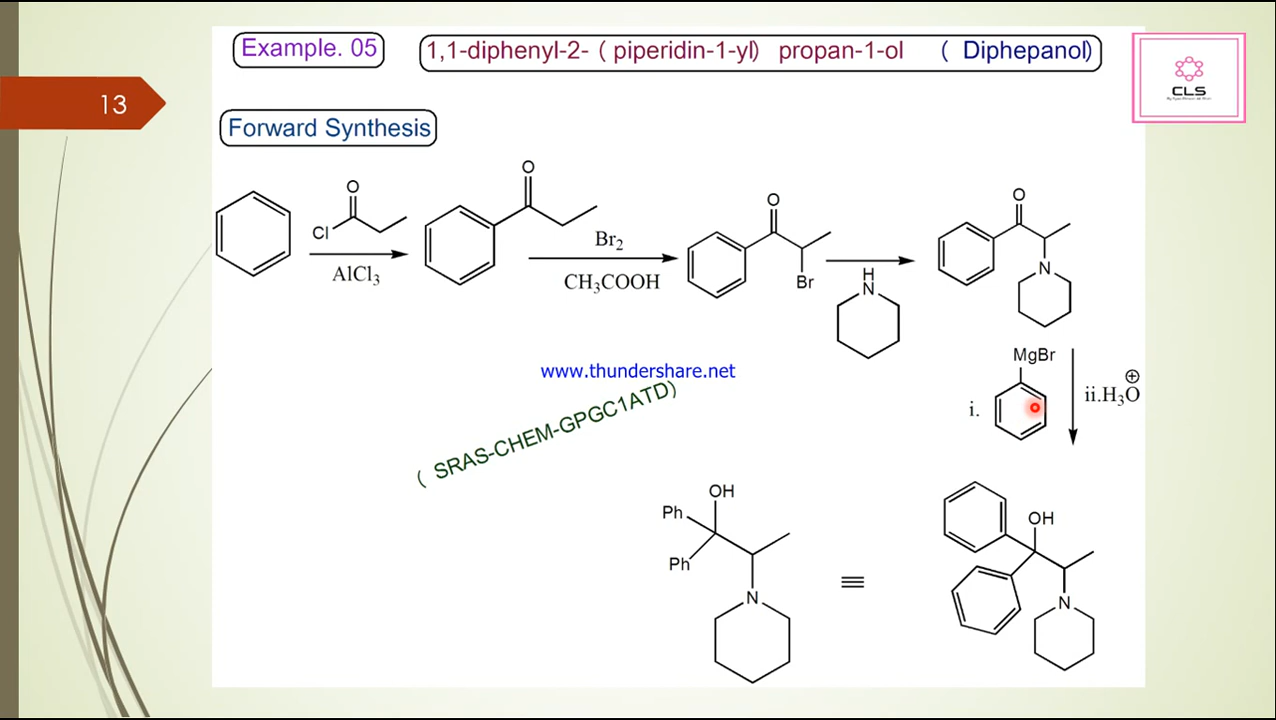 Example. 05
1,1-diphenyl-2- ( piperidin-1-yl) propan-1-ol ( Diphepanol)
13
CLS
Forward Synthesis
O
Cl
AlCl3
O
Br2
CH3COOH
O
Br
H
N
O
N
www.thundershare.net
( SRAS-CHEM-GPGC1ATD)
MgBr
i.
ii.H3O
⊕
OH
Ph
Ph
N
≡
OH
N